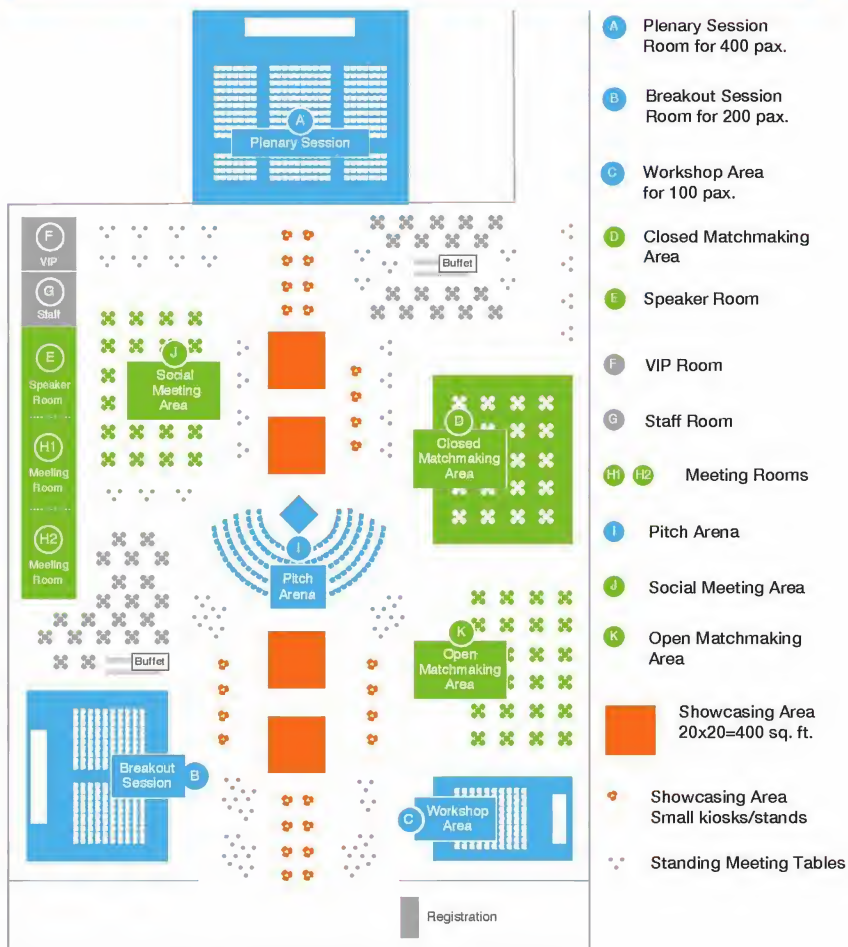 A
Plenary Session
F
VIP
G
Staff
E
Speaker
Room
H1
Meeting
Room
H2
Meeting
Room
J
Social
Meeting
Area
Buffet
D
Closed
Matchmaking
Area
I
Pitch
Arena
K
Open
Matchmaking
Area
Buffet
Breakout
Session
B
C
Workshop
Area
Registration
A Plenary Session
Room for 400 pax.
B Breakout Session
Room for 200 pax.
C Workshop Area
for 100 pax.
D Closed Matchmaking
Area
E Speaker Room
F VIP Room
G Staff Room
H1 H2 Meeting Rooms
I Pitch Arena
J Social Meeting Area
K Open Matchmaking
Area
Showcasing Area
20x20=400 sq. ft.
Showcasing Area
Small kiosks/stands
Standing Meeting Tables